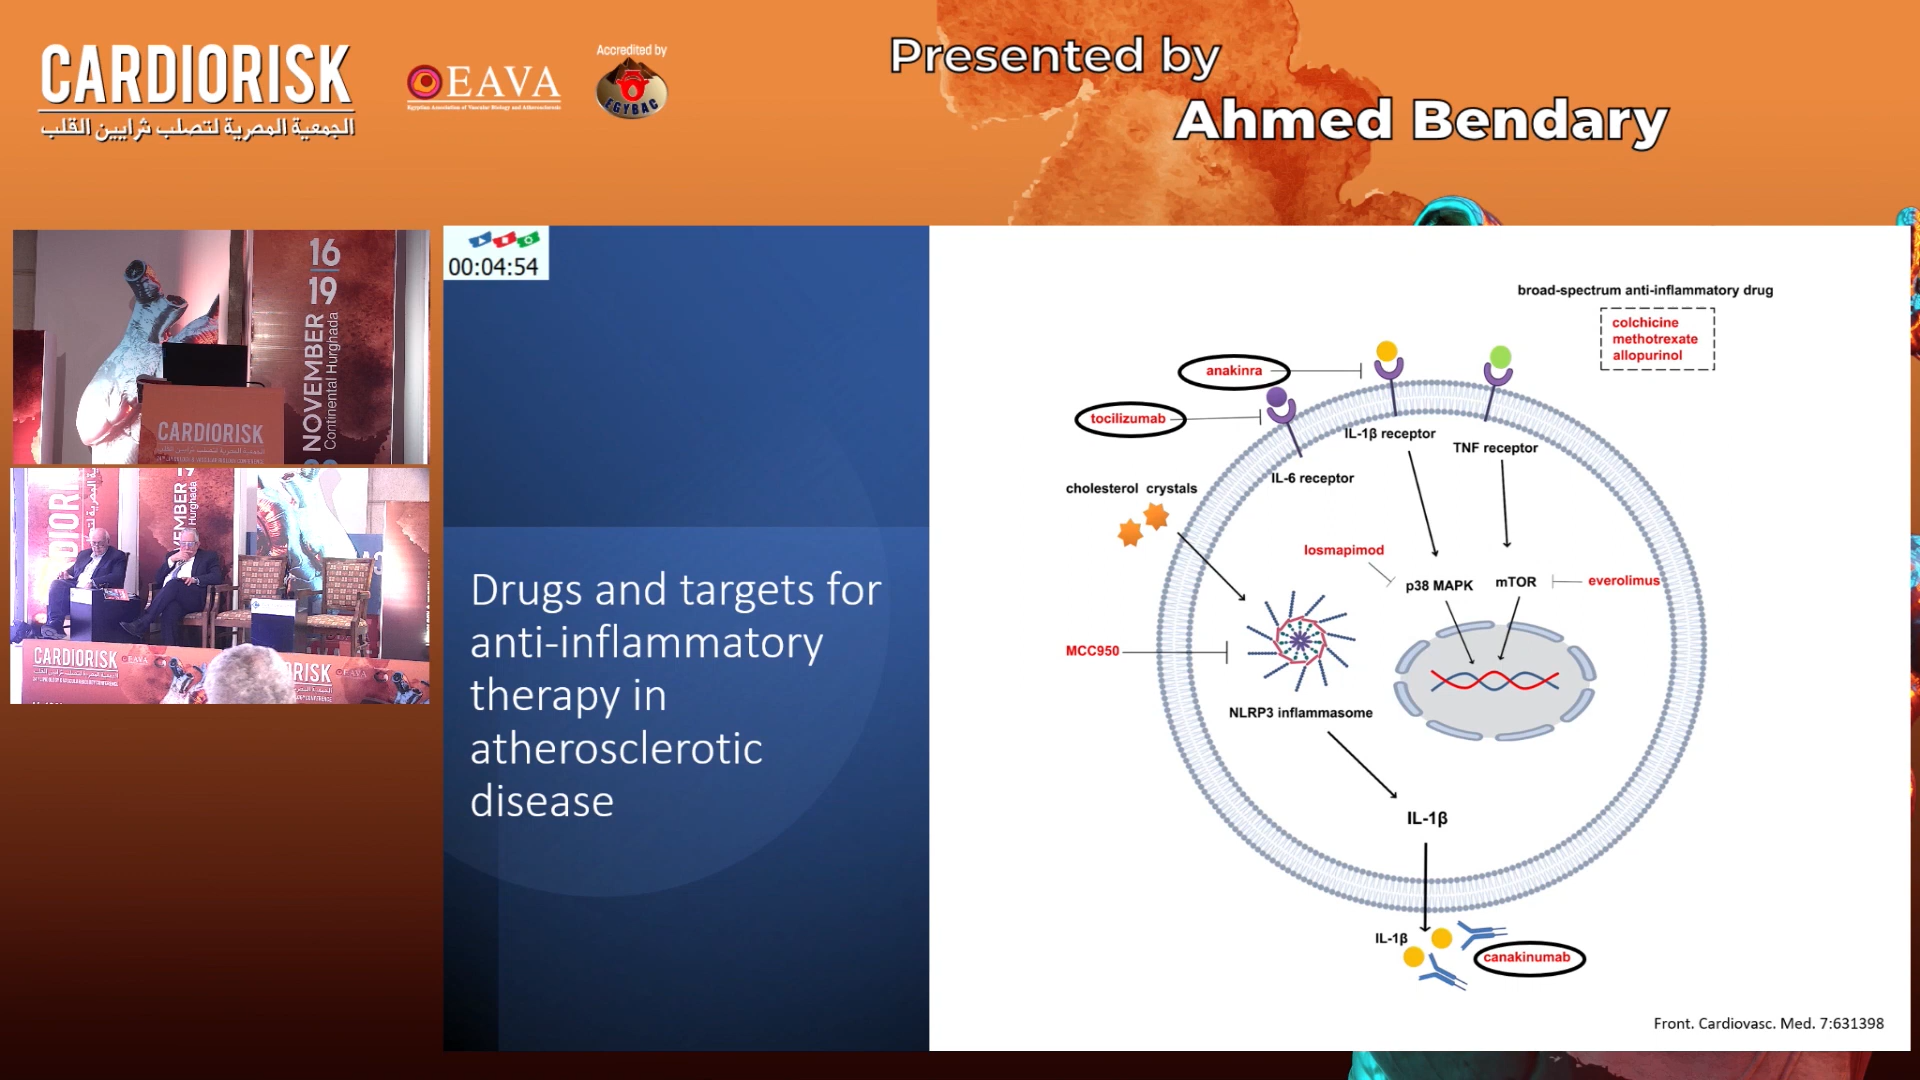 CARDIORISK
الجمعية المصرية لتصلب شرايين القلب
EAVA
Egyptian Association of Vascular Biology and Atherosclerosis
Accredited by
EGYBAC
Presented by
Ahmed Bendary
16
19
NOVEMBER
Continental Hurghada
CARDIORISK
CARDIORISK
EAVA
00:04:54
Drugs and targets for
anti-inflammatory
therapy in
atherosclerotic
disease
broad-spectrum anti-inflammatory drug
colchicine
methotrexate
allopurinol
anakinra
tocilizumab
IL-1β receptor
TNF receptor
IL-6 receptor
cholesterol crystals
losmapimod
p38 MAPK
mTOR
everolimus
MCC950
NLRP3 inflammasome
IL-1β
IL-1β
canakinumab
Front. Cardiovasc. Med. 7:631398